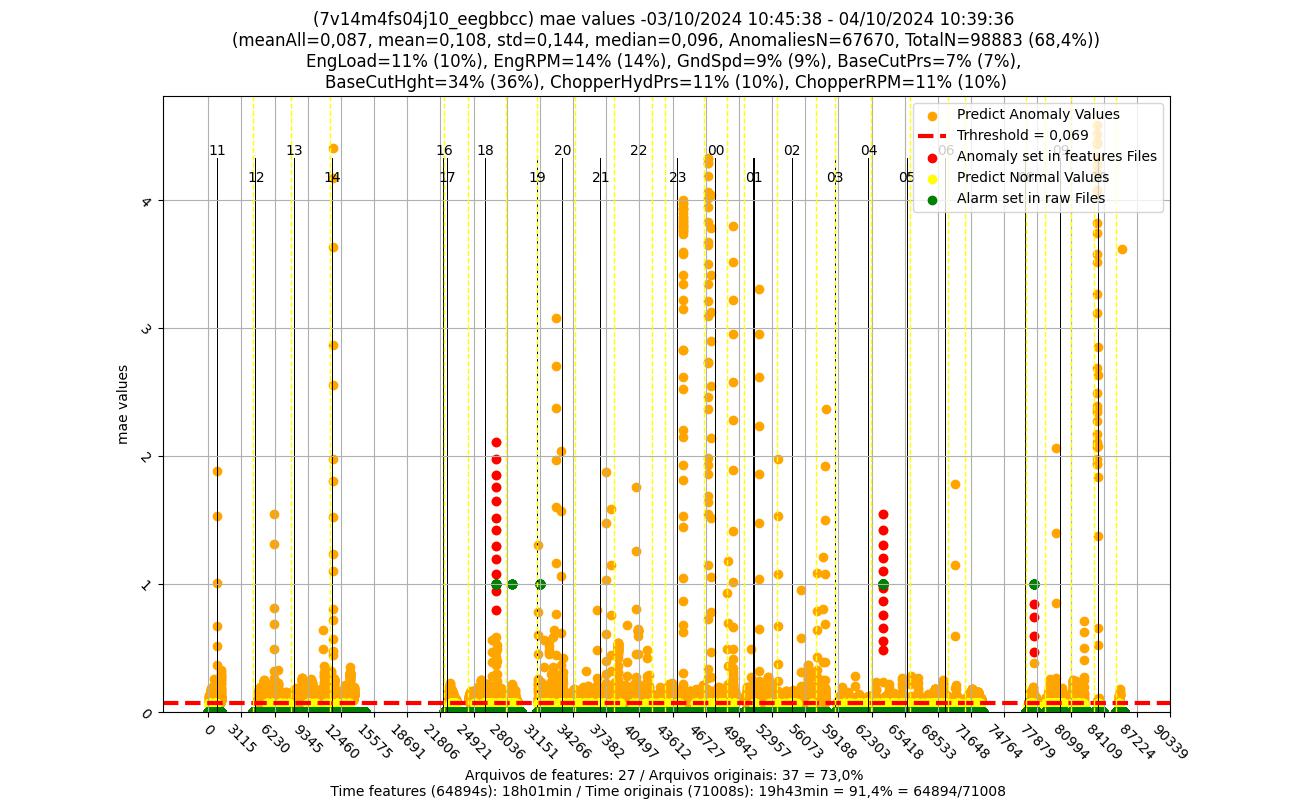 (7v14m4fs04j10_eegbbcc) mae values -03/10/2024 10:45:38 - 04/10/2024 10:39:36
(meanAll=0,087, mean=0,108, std=0,144, median=0,096, AnomaliesN=67670, TotalN=98883 (68,4%))
EngLoad=11% (10%), EngRPM=14% (14%), GndSpd=9% (9%), BaseCutPrs=7% (7%),
BaseCutHght=34% (36%), ChopperHydPrs=11% (10%), ChopperRPM=11% (10%)
Predict Anomaly Values
Trhreshold = 0,069
Anomaly set in features Files
Predict Normal Values
Alarm set in raw Files
11 13 16 18 20 22 00 02 04 06 09
12 14 17 19 21 23 01 03 05
mae values
4
3
2
1
0
0 3115 6230 9345 12460 15575 18691 21806 24921 28036 31151 34266 37382 40497 43612 46727 49842 52957 56073 59188 62303 65418 68533 71648 74764 77879 80994 84109 87224 90339
Arquivos de features: 27 / Arquivos originais: 37 = 73,0%
Time features (64894s): 18h01min / Time originais (71008s): 19h43min = 91,4% = 64894/71008